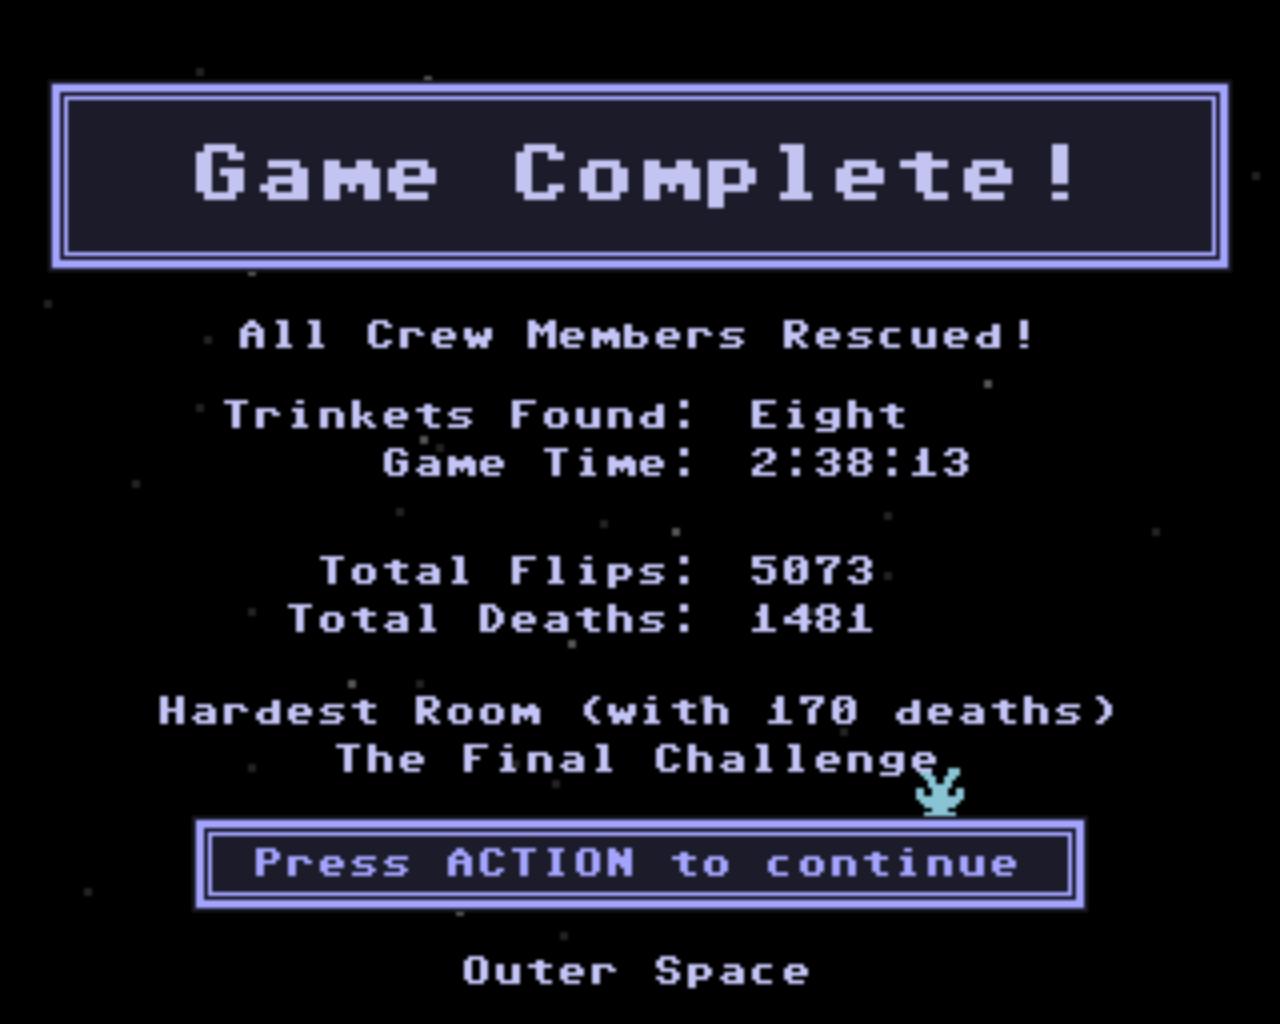 Game Complete!
All Crew Members Rescued!
Trinkets Found: Eight
Game Time: 2:38:13
Total Flips: 5073
Total Deaths: 1481
Hardest Room (with 170 deaths)
The Final Challenge
Press ACTION to continue
Outer Space